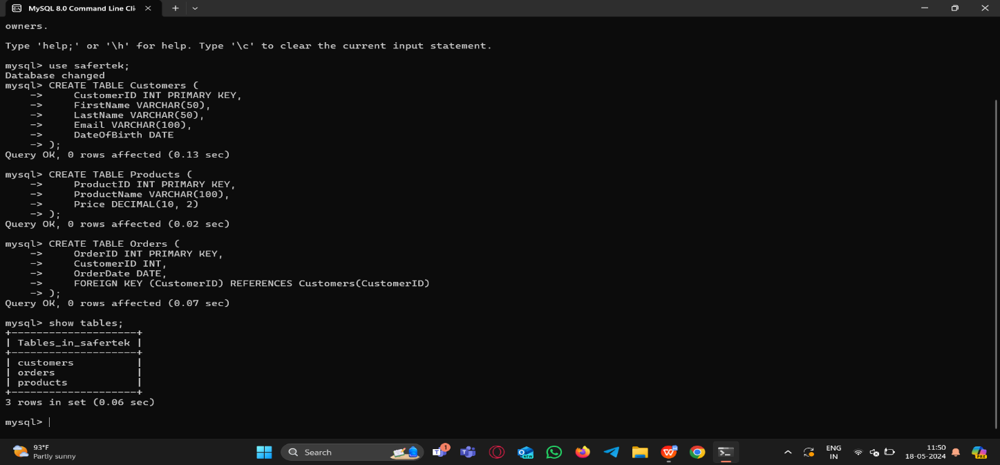 MySQL 8.0 Command Line Cli
owners.
Type 'help;' or '\h' for help. Type '\c' to clear the current input statement.
mysql> use safertek;
Database changed
mysql> CREATE TABLE Customers (
    ->     CustomerID INT PRIMARY KEY,
    ->     FirstName VARCHAR(50),
    ->     LastName VARCHAR(50),
    ->     Email VARCHAR(100),
    ->     DateOfBirth DATE
    -> );
Query OK, 0 rows affected (0.13 sec)
mysql> CREATE TABLE Products (
    ->     ProductID INT PRIMARY KEY,
    ->     ProductName VARCHAR(100),
    ->     Price DECIMAL(10, 2)
    -> );
Query OK, 0 rows affected (0.02 sec)
mysql> CREATE TABLE Orders (
    ->     OrderID INT PRIMARY KEY,
    ->     CustomerID INT,
    ->     OrderDate DATE,
    ->     FOREIGN KEY (CustomerID) REFERENCES Customers(CustomerID)
    -> );
Query OK, 0 rows affected (0.07 sec)
mysql> show tables;
+--------------------+
| Tables_in_safertek |
+--------------------+
| customers          |
| orders             |
| products           |
+--------------------+
3 rows in set (0.06 sec)
mysql>
93°F
Partly sunny
Search
1
NEW
ENG
IN
11:50
18-05-2024
PRE